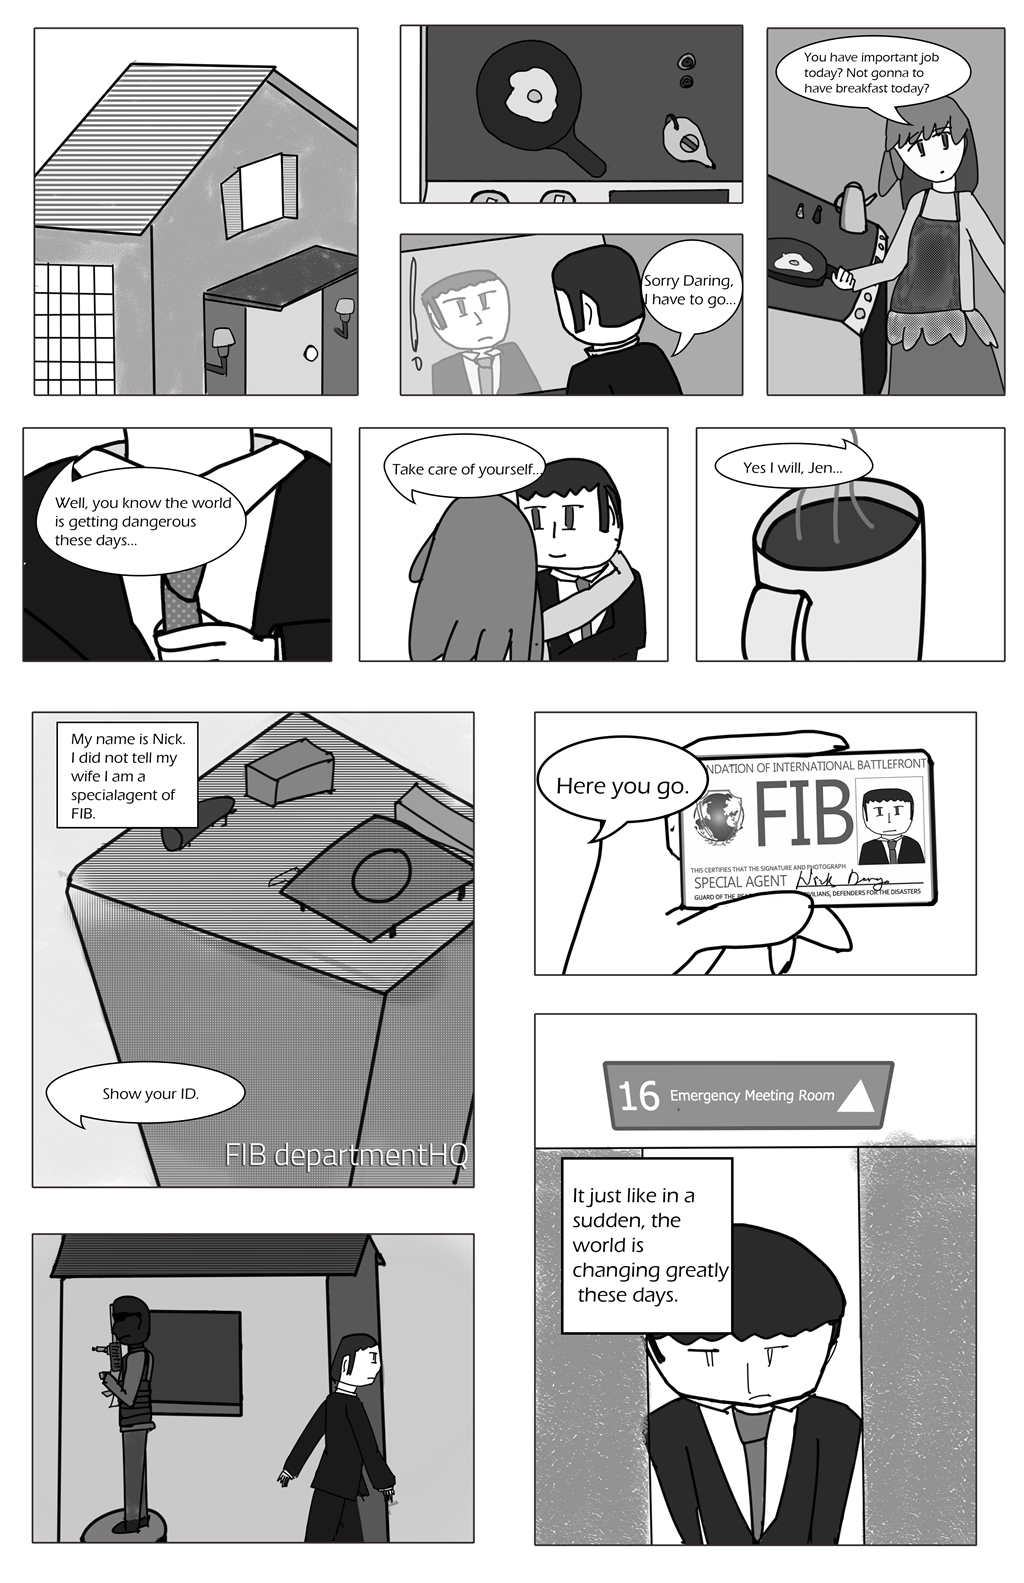 You have important job
today? Not gonna to
have breakfast today?
Sorry Daring,
I have to go...
Well, you know the world
is getting dangerous
these days...
Take care of yourself...
Yes I will, Jen...
My name is Nick.
I did not tell my
wife I am a
specialagent of
FIB.
Show your ID.
FIB departmentHQ
Here you go.
NDATION OF INTERNATIONAL BATTLEFRONT
FIB
THIS CERTIFIES THAT THE SIGNATURE AND PHOTOGRAPH
SPECIAL AGENT Nick
GUARD OF THE CIVILIANS, DEFENDERS FOR THE DISASTERS
16 Emergency Meeting Room
It just like in a
sudden, the
world is
changing greatly
these days.